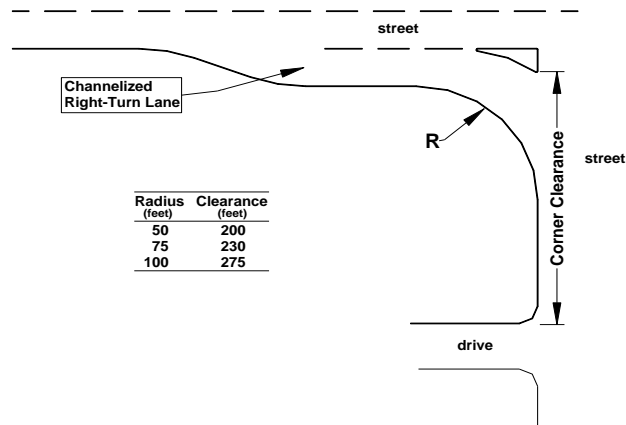 street
Channelized
Right-Turn Lane
R
Corner Clearance
street
Radius Clearance
(feet) (feet)
50 200
75 230
100 275
drive